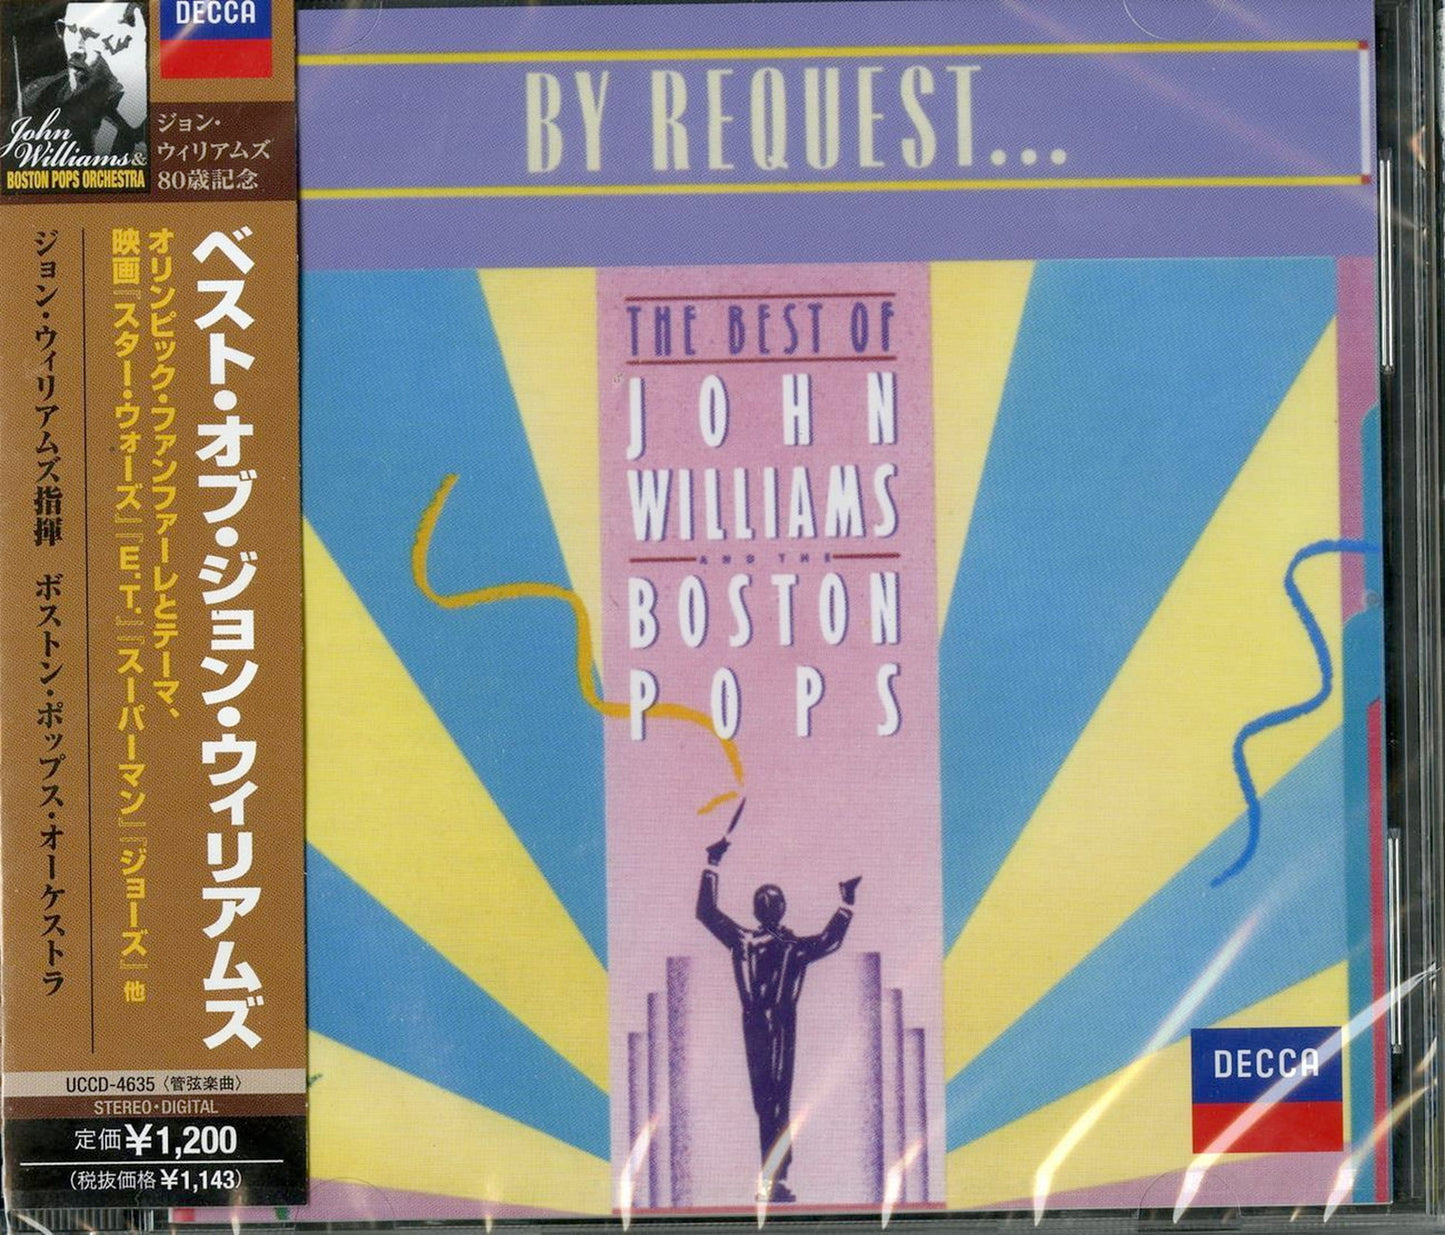 DECCA
John
Williams&
BOSTON POPS ORCHESTRA
ジョン・
ウィリアムズ
80歳記念
ベスト・オブ・ジョン・ウィリアムズ
オリンピック・ファンファーレとテーマ、
映画『スター・ウォーズ』『E.T.』『スーパーマン』『ジョーズ』他
ジョン・ウィリアムズ指揮 ボストン・ポップス・オーケストラ
UCCD-4635〈管弦楽曲〉
STEREO・DIGITAL
定価¥1,200
(税抜価格¥1,143)
BY REQUEST...
THE BEST OF
JOHN
WILLIAMS
AND THE
BOSTON
POPS
DECCA